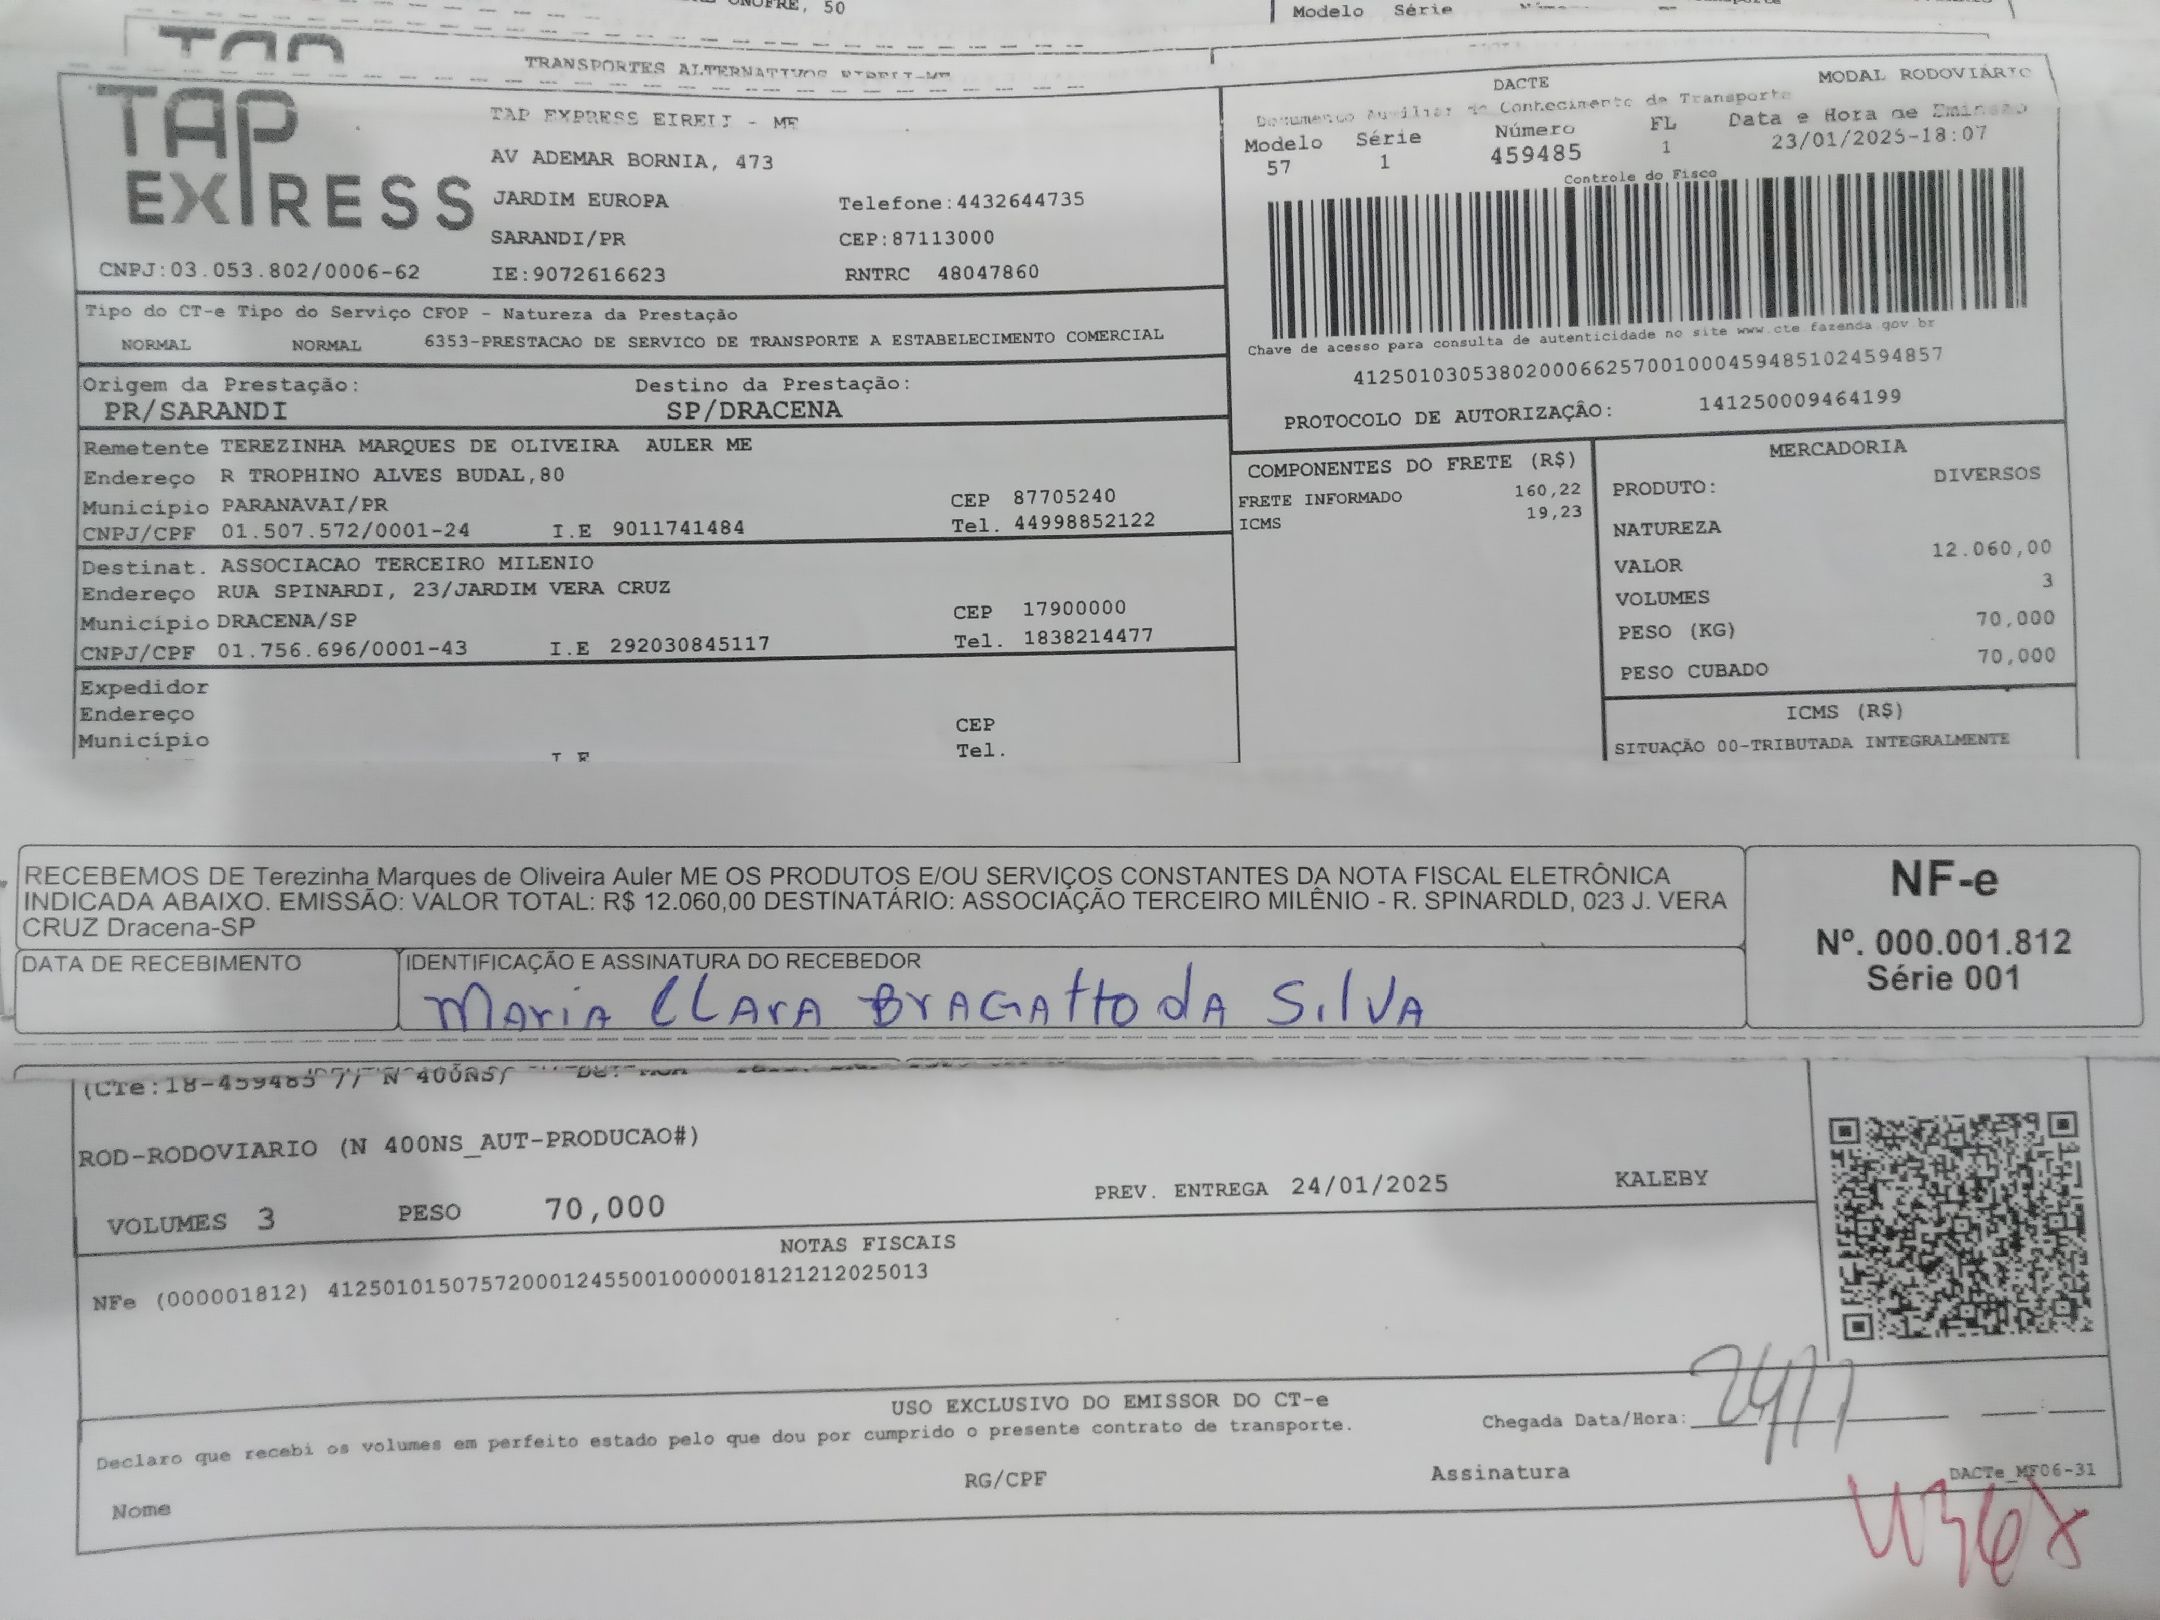 ONOFRE, 50
Modelo Série
TAP
TRANSPORTES ALTERNATIVOS EIRELI-ME
TAP EXPRESS
TAP EXPRESS EIRELI - ME
AV ADEMAR BORNIA, 473
JARDIM EUROPA Telefone:4432644735
SARANDI/PR CEP:87113000
CNPJ:03.053.802/0006-62 IE:9072616623 RNTRC 48047860
DACTE MODAL RODOVIÁRIO
Documento Auxiliar do Conhecimento de Transporte
Modelo Série Número FL Data e Hora de Emissão
57 1 459485 1 23/01/2025-18:07
Controle do Fisco
Chave de acesso para consulta de autenticidade no site www.cte.fazenda.gov.br
41250103053802000662570010004594851024594857
PROTOCOLO DE AUTORIZAÇÃO: 141250009464199
Tipo do CT-e Tipo do Serviço CFOP - Natureza da Prestação
NORMAL NORMAL 6353-PRESTACAO DE SERVICO DE TRANSPORTE A ESTABELECIMENTO COMERCIAL
Origem da Prestação: Destino da Prestação:
PR/SARANDI SP/DRACENA
Remetente TEREZINHA MARQUES DE OLIVEIRA AULER ME
Endereço R TROPHINO ALVES BUDAL,80
Município PARANAVAI/PR CEP 87705240
CNPJ/CPF 01.507.572/0001-24 I.E 9011741484 Tel. 44998852122
Destinat. ASSOCIACAO TERCEIRO MILENIO
Endereço RUA SPINARDI, 23/JARDIM VERA CRUZ
Município DRACENA/SP CEP 17900000
CNPJ/CPF 01.756.696/0001-43 I.E 292030845117 Tel. 1838214477
Expedidor
Endereço
Município CEP
I.E Tel.
COMPONENTES DO FRETE (R$)
FRETE INFORMADO 160,22
ICMS 19,23
MERCADORIA
PRODUTO: DIVERSOS
NATUREZA
VALOR 12.060,00
VOLUMES 3
PESO (KG) 70,000
PESO CUBADO 70,000
ICMS (R$)
SITUAÇÃO 00-TRIBUTADA INTEGRALMENTE
RECEBEMOS DE Terezinha Marques de Oliveira Auler ME OS PRODUTOS E/OU SERVIÇOS CONSTANTES DA NOTA FISCAL ELETRÔNICA
INDICADA ABAIXO. EMISSÃO: VALOR TOTAL: R$ 12.060,00 DESTINATÁRIO: ASSOCIAÇÃO TERCEIRO MILÊNIO - R. SPINARDLD, 023 J. VERA
CRUZ Dracena-SP
DATA DE RECEBIMENTO IDENTIFICAÇÃO E ASSINATURA DO RECEBEDOR
Maria Clara Bragatto da Silva
NF-e
Nº. 000.001.812
Série 001
(CTe:18-459485 // N 400NS)
ROD-RODOVIARIO (N 400NS_AUT-PRODUCAO#)
VOLUMES 3 PESO 70,000 PREV. ENTREGA 24/01/2025 KALEBY
NOTAS FISCAIS
NFe (000001812) 41250101507572000124550010000018121212025013
USO EXCLUSIVO DO EMISSOR DO CT-e
Declaro que recebi os volumes em perfeito estado pelo que dou por cumprido o presente contrato de transporte. Chegada Data/Hora: 24/1
Nome RG/CPF Assinatura DACTe_MF06-31